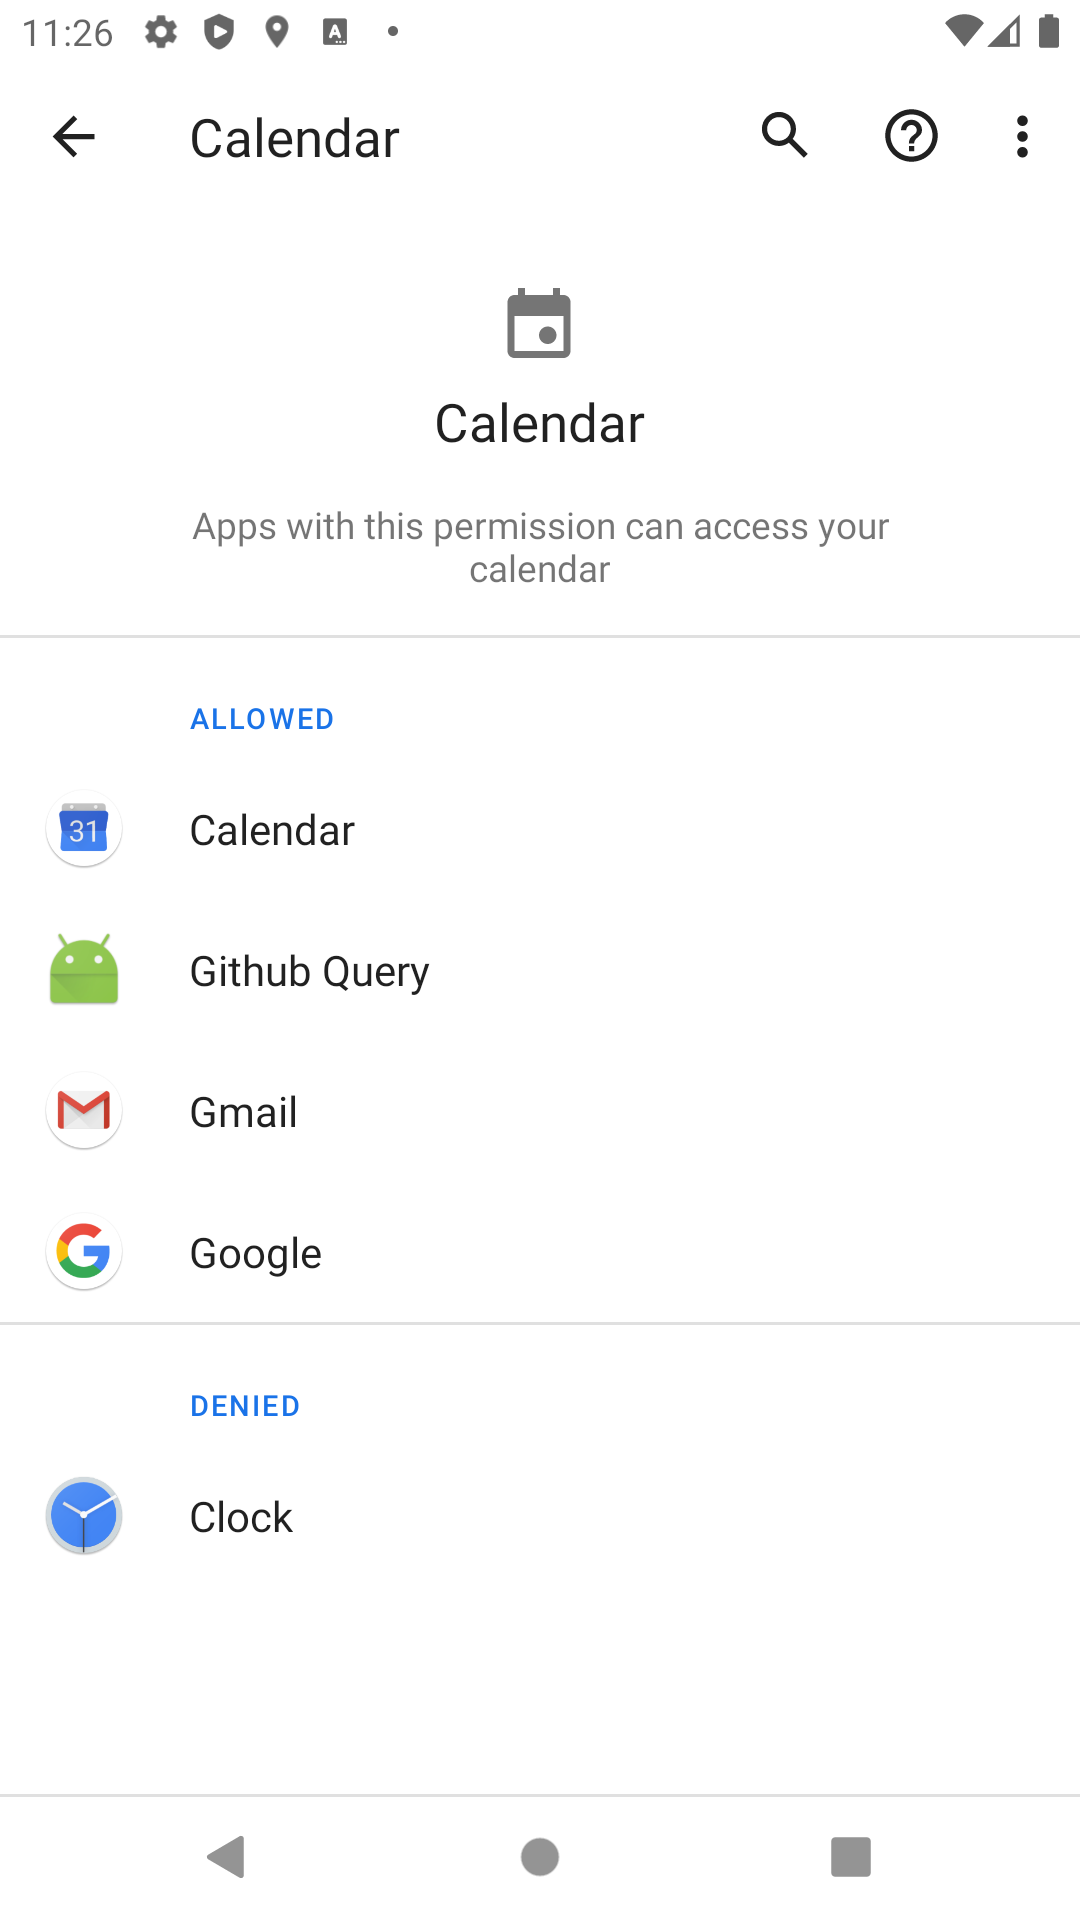 11:26
Calendar
Calendar
Apps with this permission can access your
calendar
ALLOWED
31
Calendar
Github Query
Gmail
Google
DENIED
Clock